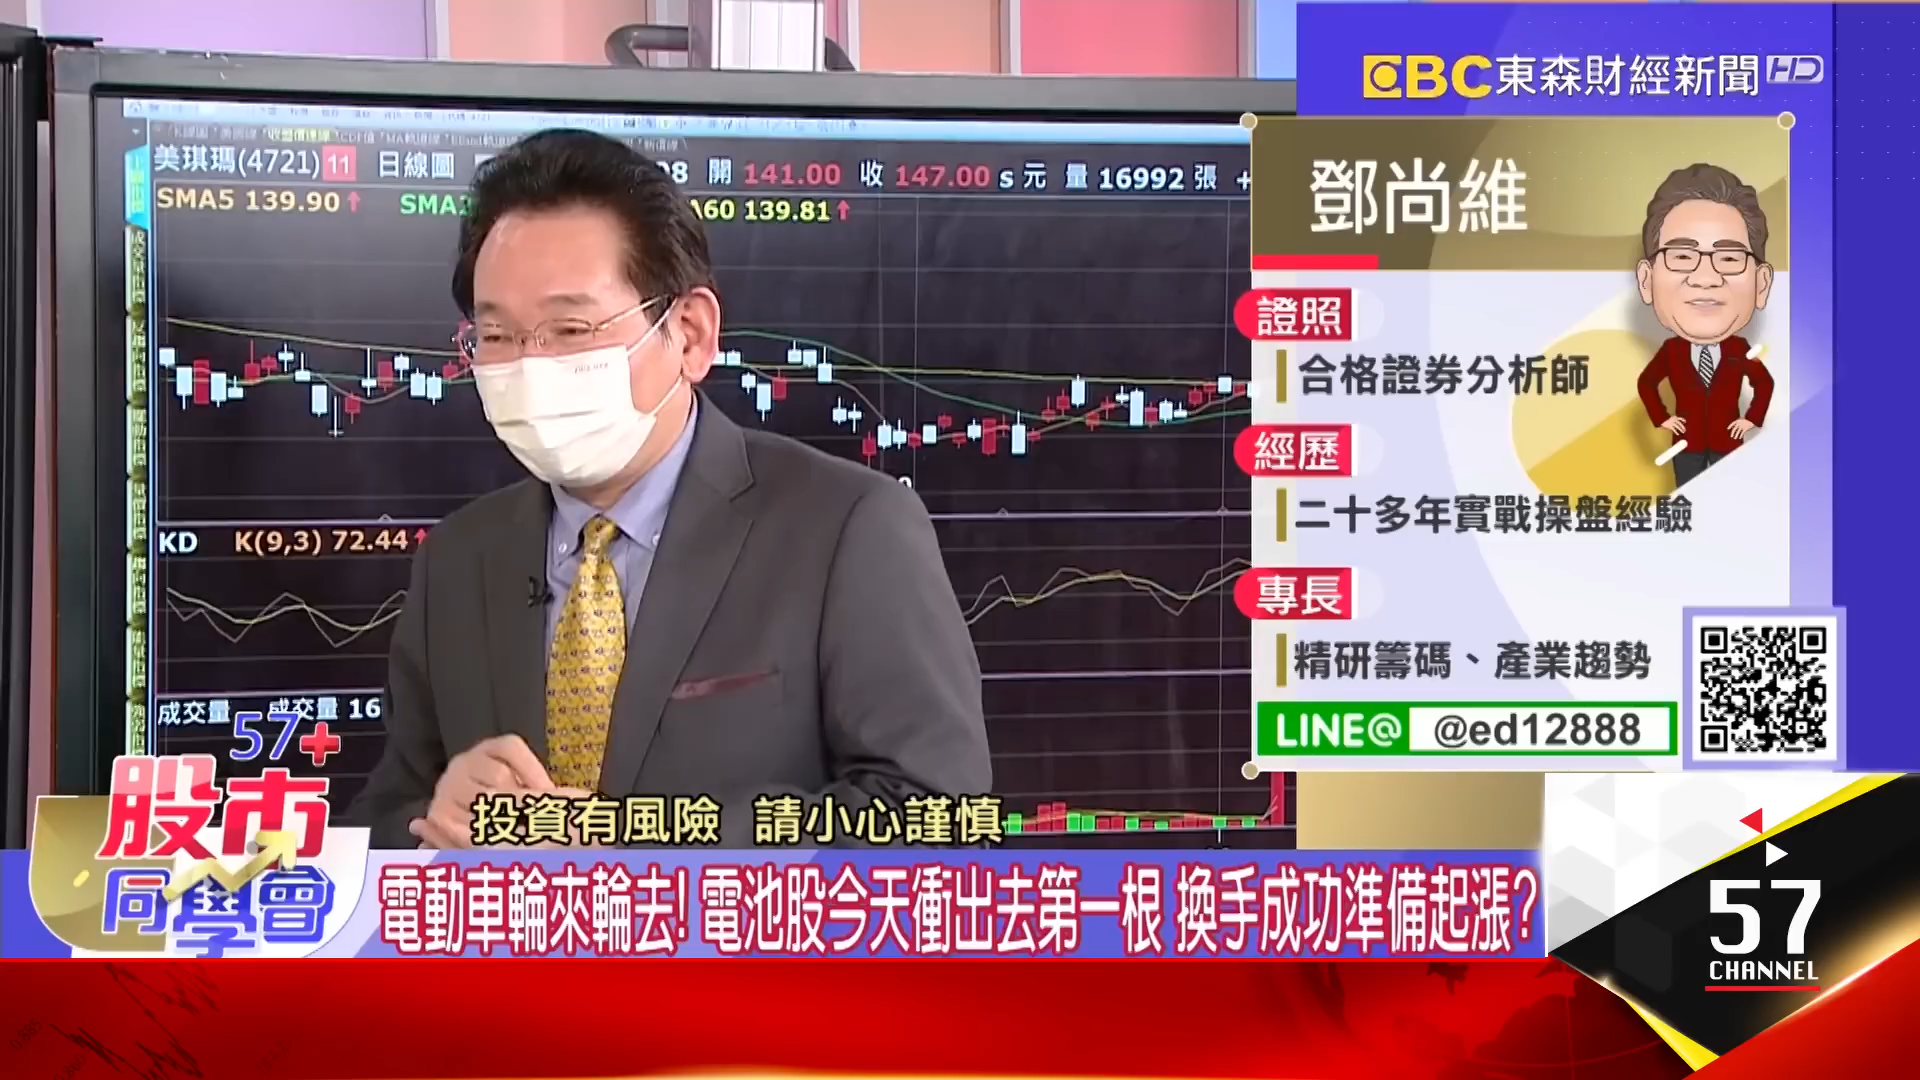 EBC東森財經新聞HD
美琪瑪(4721) 11 日線圖
08 開 141.00 收 147.00 s 元 量 16992 張 +
SMA5 139.90↑ SMA2
A60 139.81↑
KD K(9,3) 72.44↑
成交量 成交量 16
鄧尚維
證照
合格證券分析師
經歷
二十多年實戰操盤經驗
專長
精研籌碼、產業趨勢
LINE@ @ed12888
57+
股市
同學會
投資有風險 請小心謹慎
電動車輪來輪去!電池股今天衝出去第一根 換手成功準備起漲?
57
CHANNEL